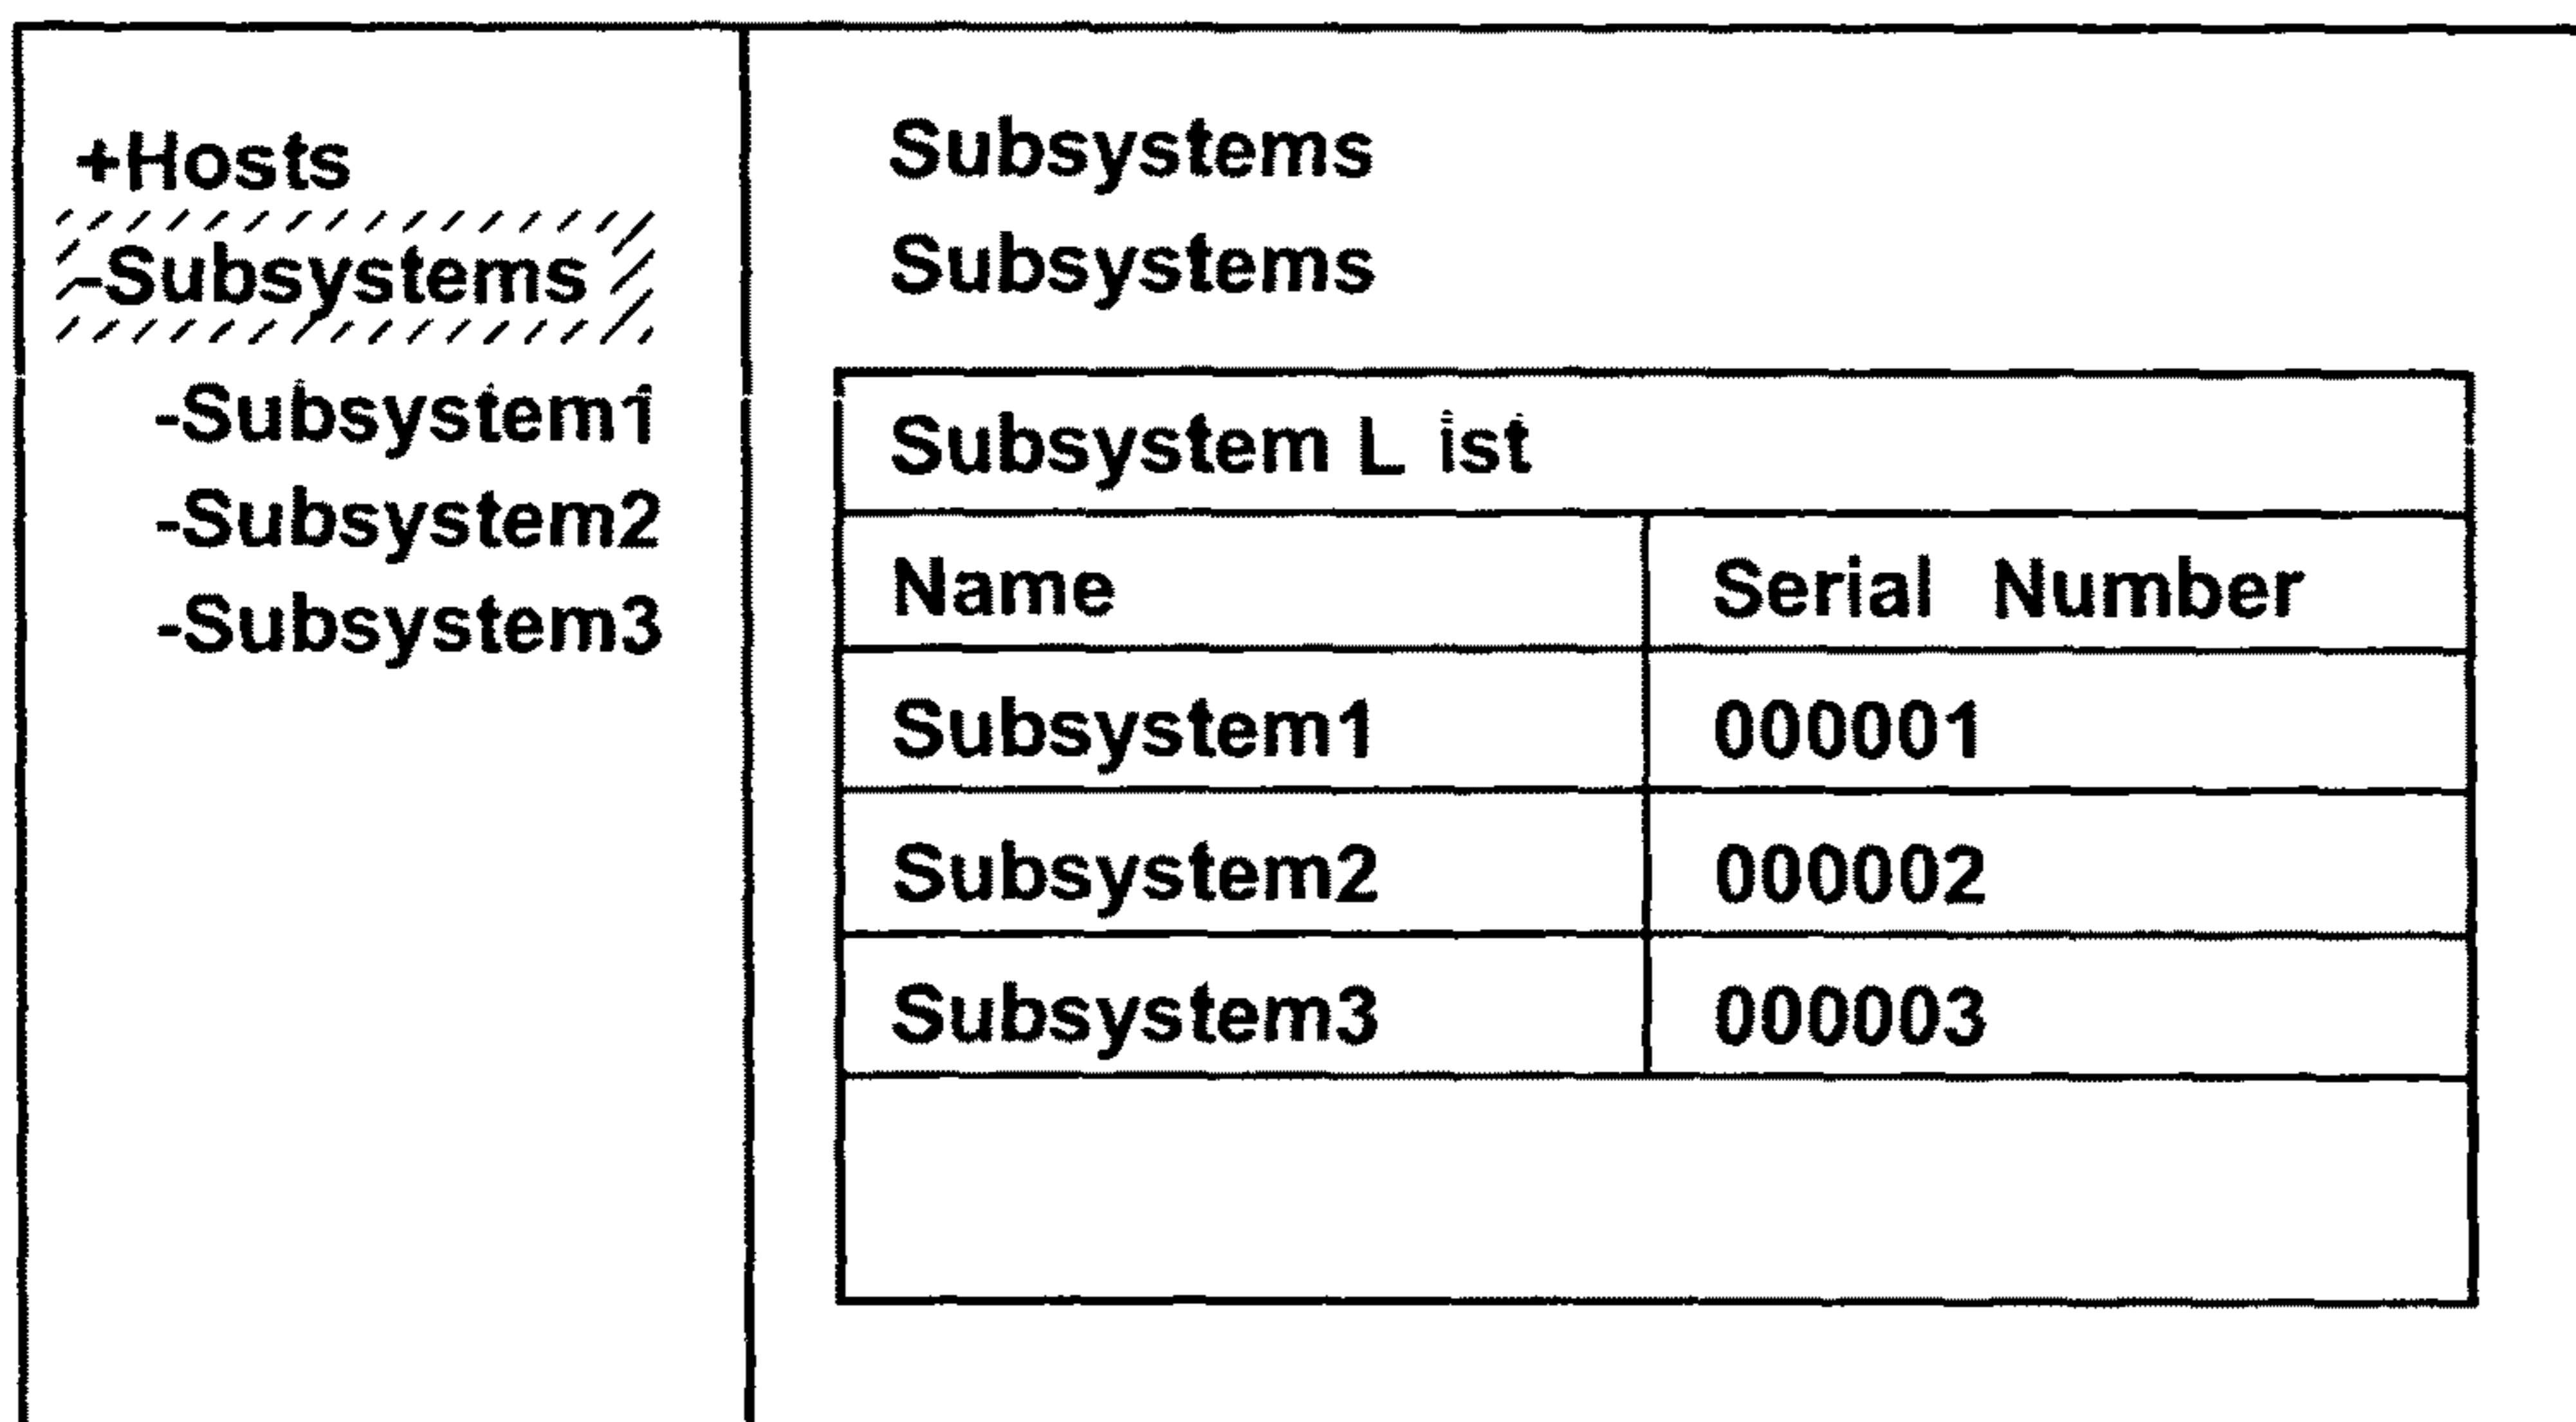 +Hosts
-Subsystems
-Subsystem1
-Subsystem2
-Subsystem3
Subsystems
Subsystems
Subsystem L ist
Name Serial Number
Subsystem1 000001
Subsystem2 000002
Subsystem3 000003